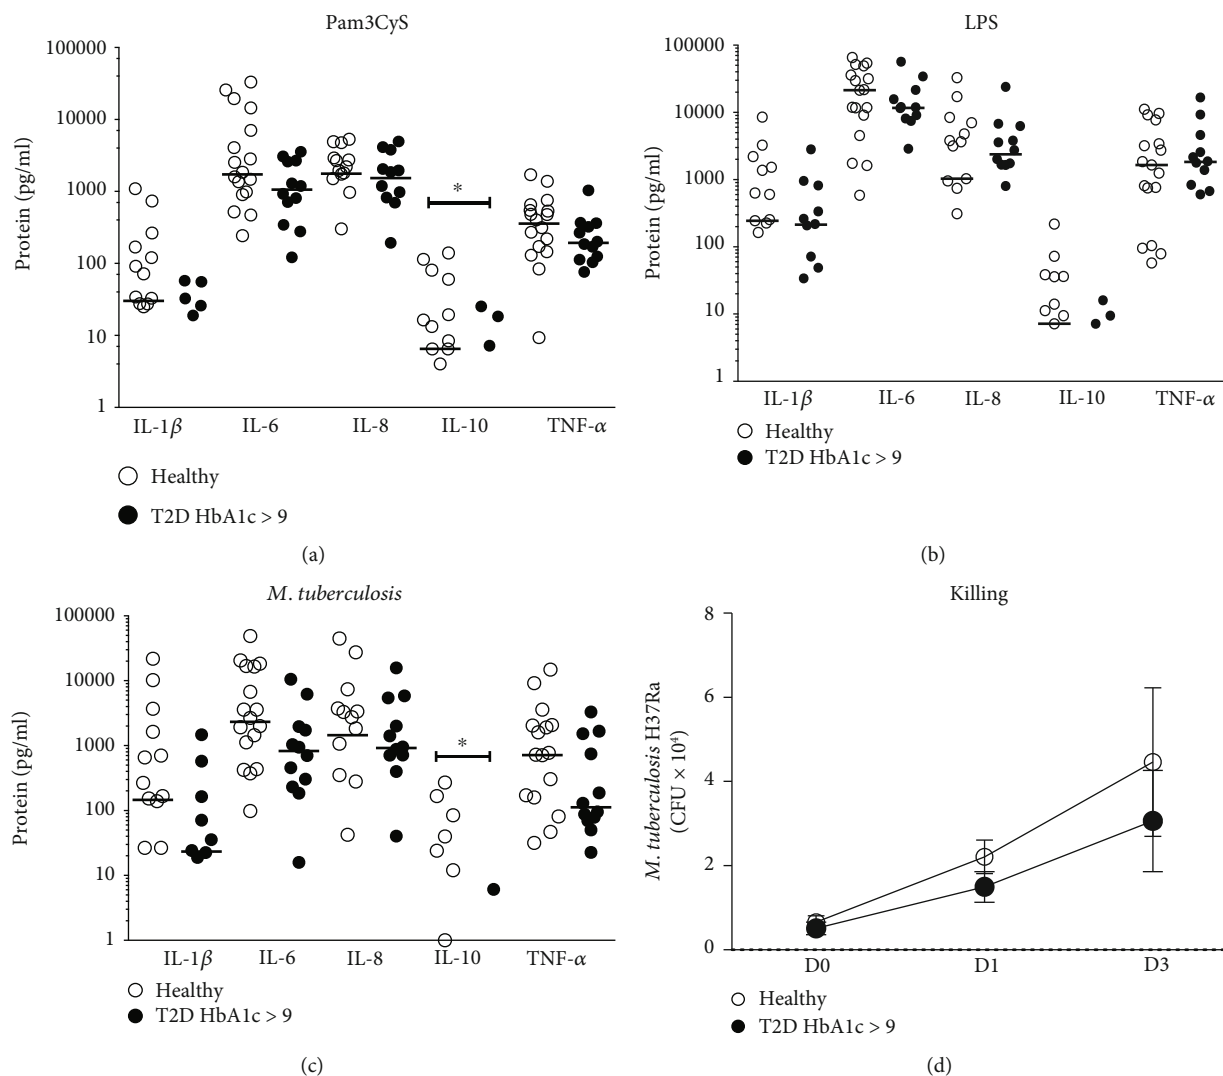 Pam3CyS
Protein (pg/ml)
100000
10000
1000
100
10
1
*
IL-1β IL-6 IL-8 IL-10 TNF-α
Healthy
T2D HbA1c > 9
(a)
LPS
Protein (pg/ml)
100000
10000
1000
100
10
1
IL-1β IL-6 IL-8 IL-10 TNF-α
Healthy
T2D HbA1c > 9
(b)
M. tuberculosis
Protein (pg/ml)
100000
10000
1000
100
10
1
*
IL-1β IL-6 IL-8 IL-10 TNF-α
Healthy
T2D HbA1c > 9
(c)
Killing
M. tuberculosis H37Ra
(CFU × 10⁴)
8
6
4
2
0
D0 D1 D3
Healthy
T2D HbA1c > 9
(d)